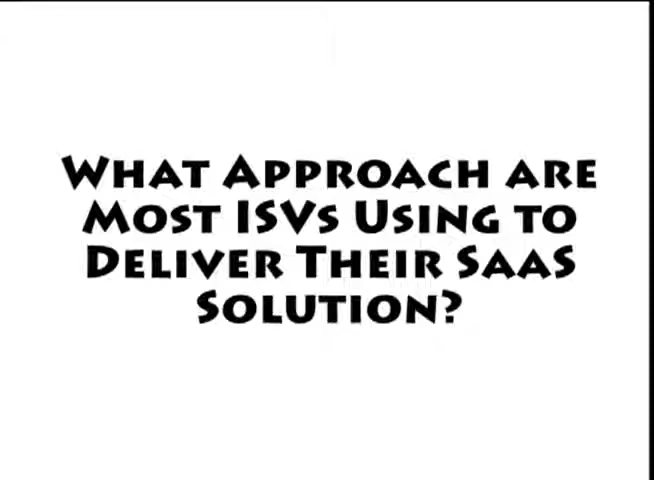 What Approach are
Most ISVs Using to
Deliver Their SaaS
Solution?